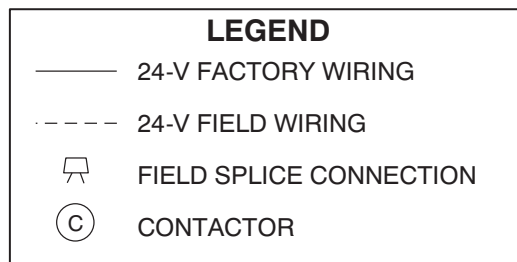 LEGEND
24-V FACTORY WIRING
24-V FIELD WIRING
FIELD SPLICE CONNECTION
C CONTACTOR